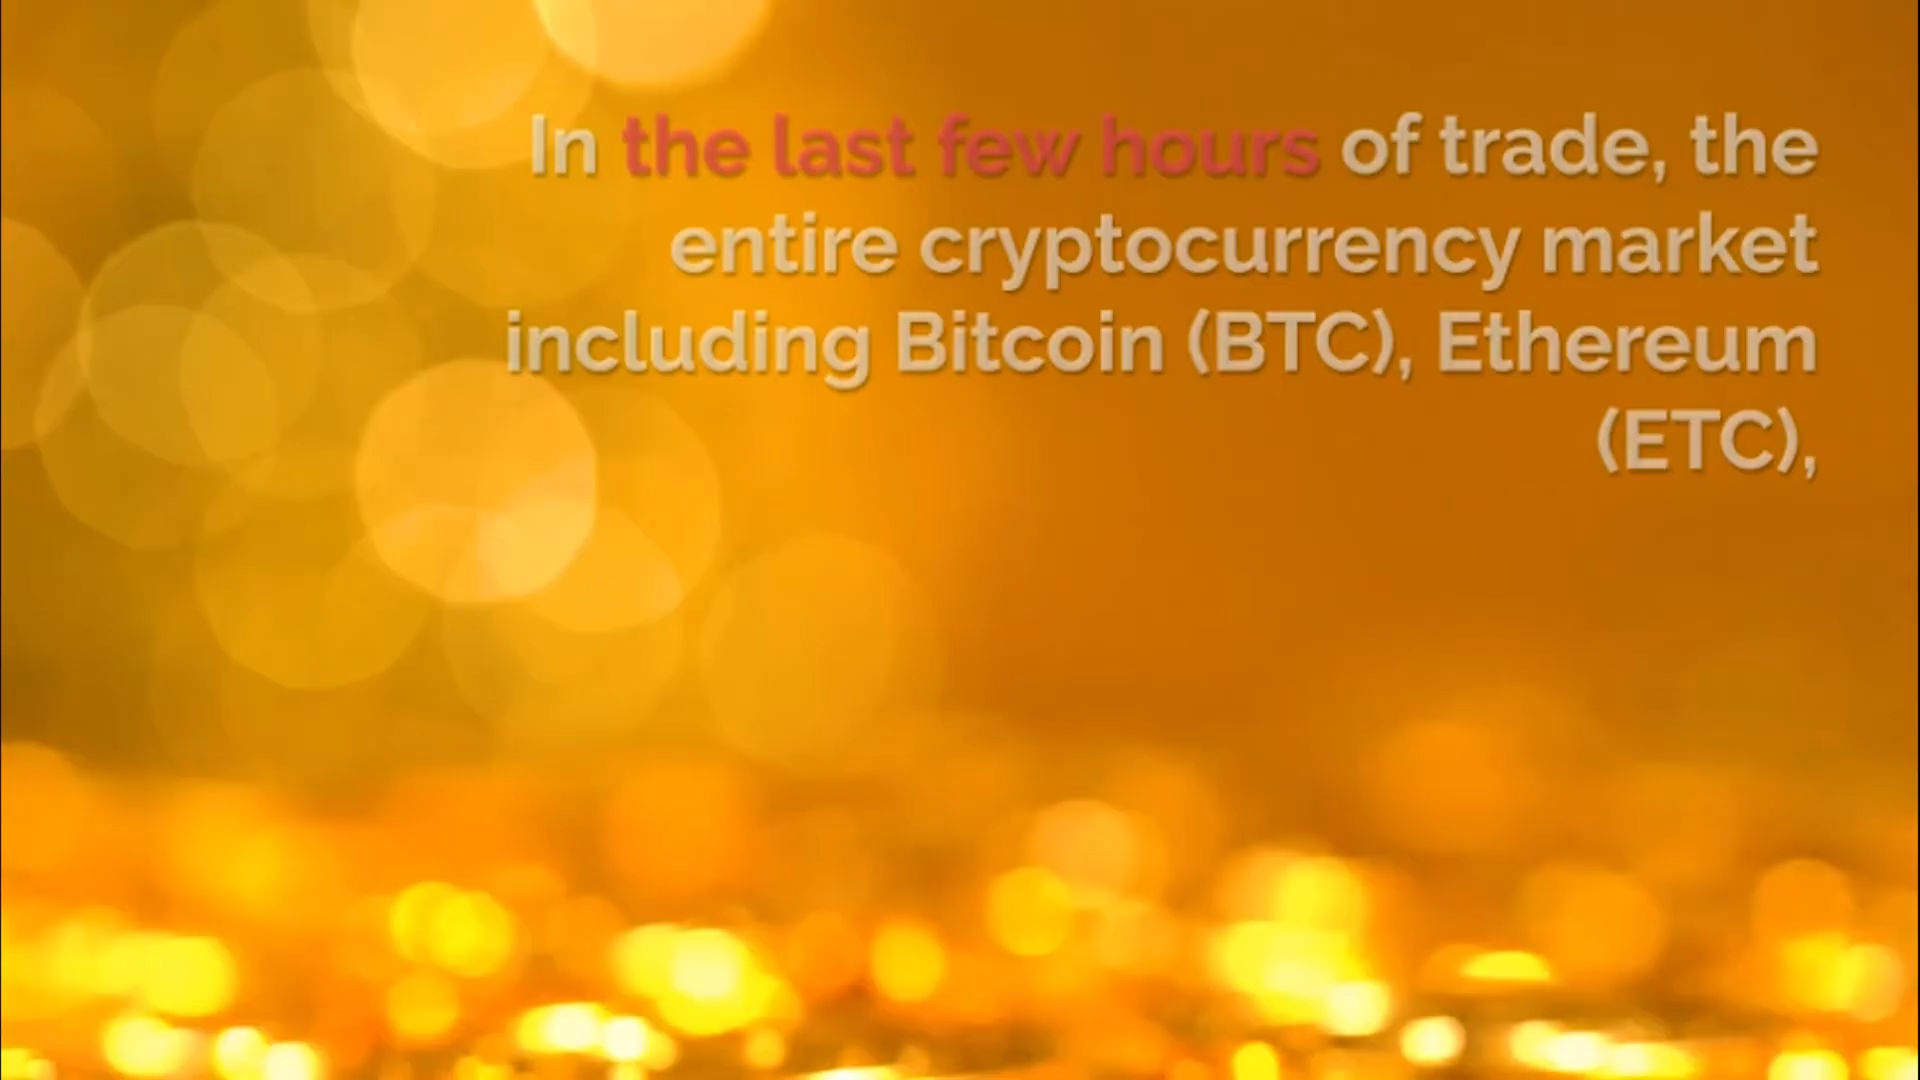 In the last few hours of trade, the
entire cryptocurrency market
including Bitcoin (BTC), Ethereum
(ETC),